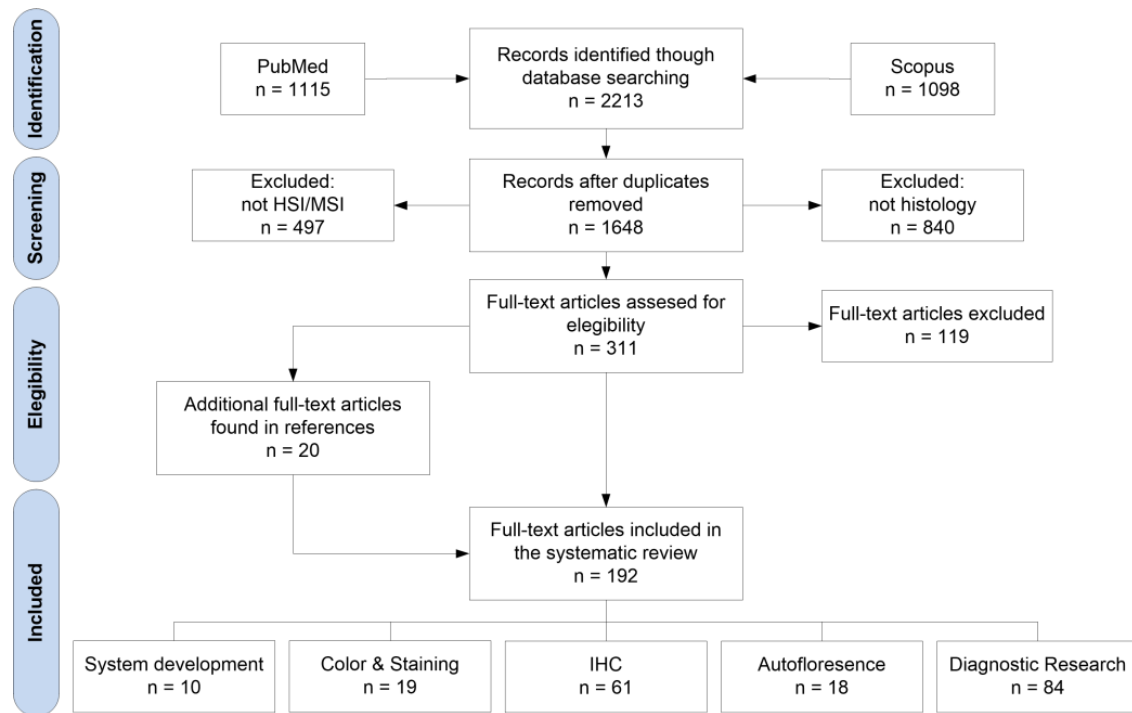 Identification
PubMed
n = 1115
Records identified though
database searching
n = 2213
Scopus
n = 1098
Screening
Excluded:
not HSI/MSI
n = 497
Records after duplicates
removed
n = 1648
Excluded:
not histology
n = 840
Elegibility
Full-text articles assesed for
elegibility
n = 311
Full-text articles excluded
n = 119
Additional full-text articles
found in references
n = 20
Included
Full-text articles included in
the systematic review
n = 192
System development
n = 10
Color & Staining
n = 19
IHC
n = 61
Autofloresence
n = 18
Diagnostic Research
n = 84